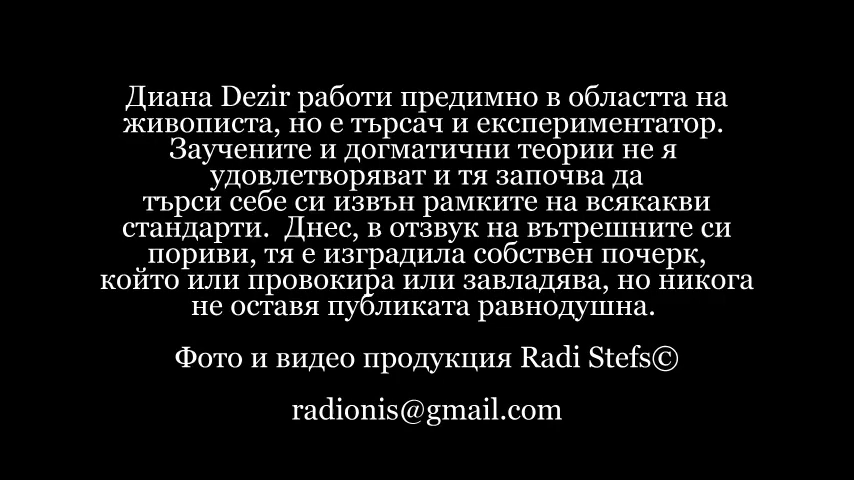 Диана Dezir работи предимно в областта на
живописта, но е търсач и експериментатор.
Заучените и догматични теории не я
удовлетворяват и тя започва да
търси себе си извън рамките на всякакви
стандарти.  Днес, в отзвук на вътрешните си
пориви, тя е изградила собствен почерк,
който или провокира или завладява, но никога
не оставя публиката равнодушна.
Фото и видео продукция Radi Stefs©
radionis@gmail.com